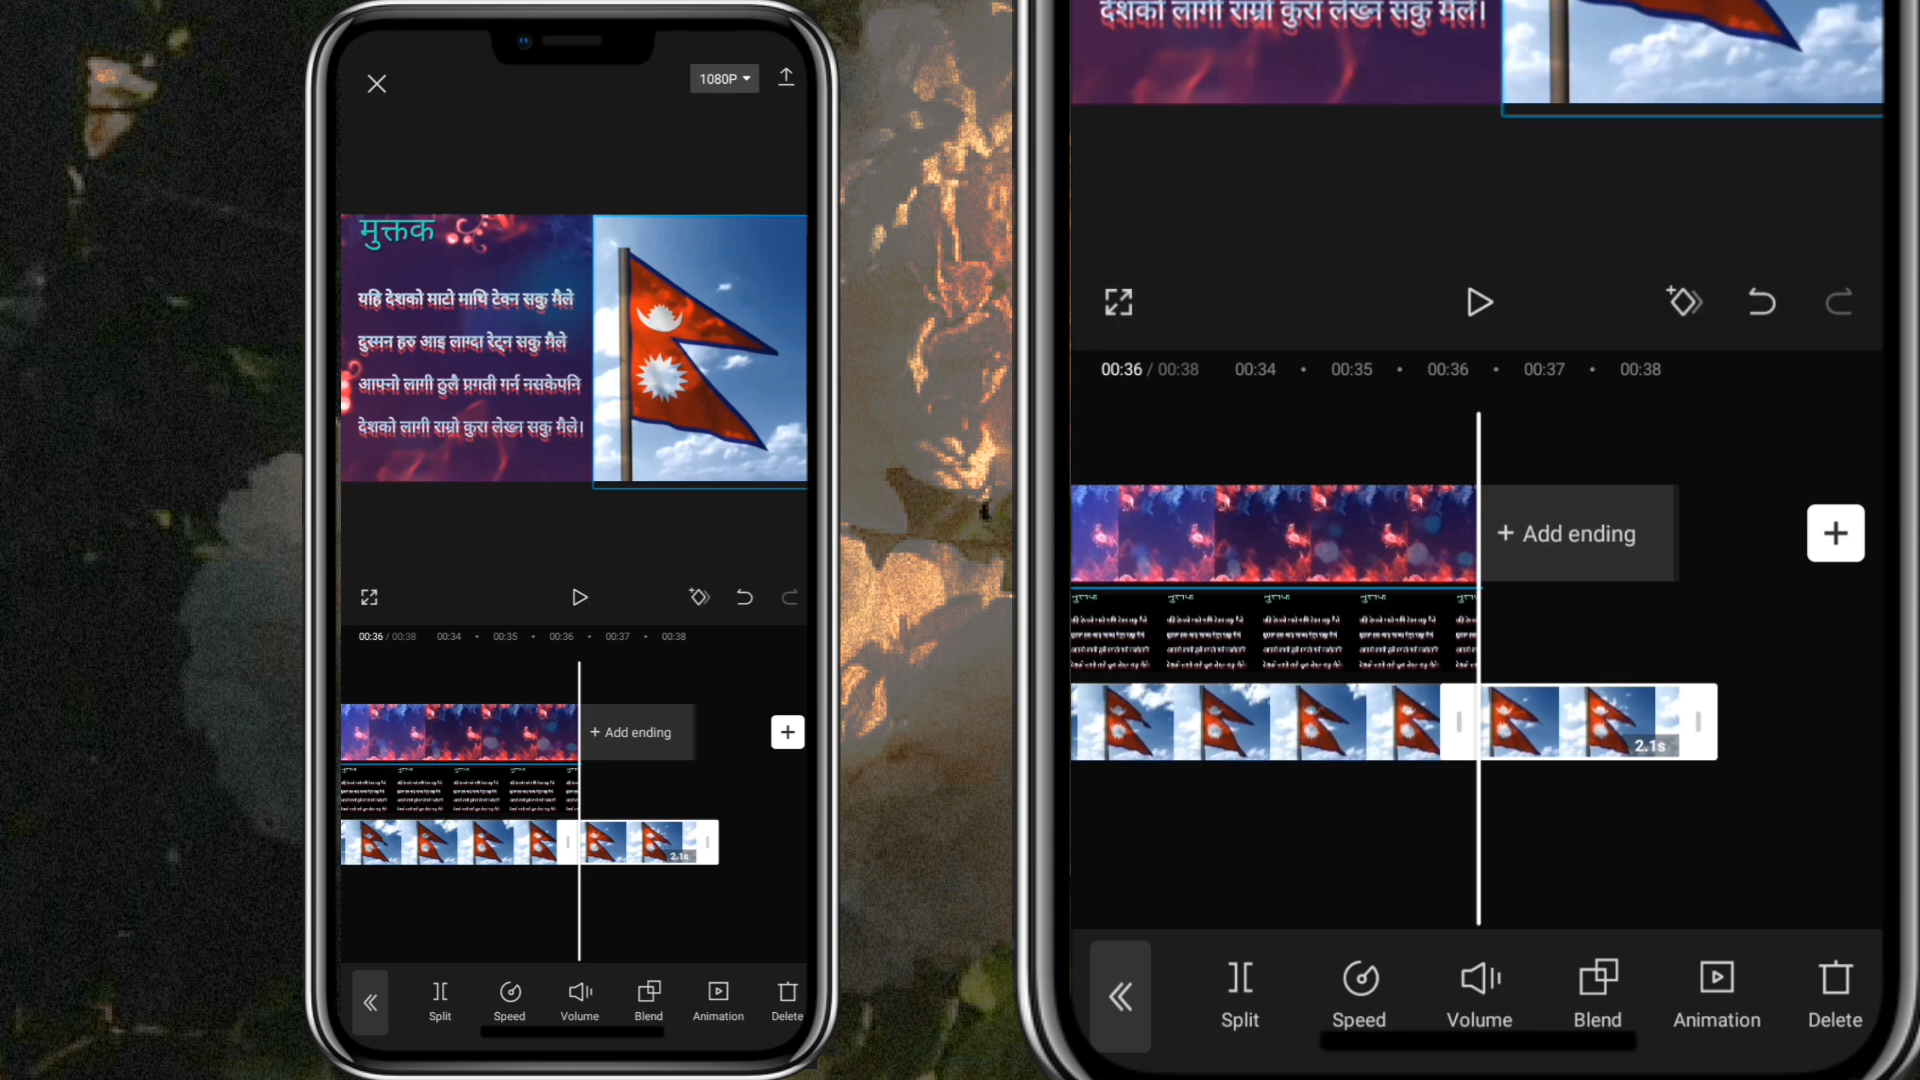 1080P
मुक्तक
यहि देशको माटो माथि टेक्न सकु मैले
दुस्मन हरु आइ लाग्दा रेट्न सकु मैले
आफ्नो लागी ठुलै प्रगती गर्न नसकेपनि
देशको लागी राम्रो कुरा लेख्न सकु मैले।
00:36 / 00:38 00:34 00:35 00:36 00:37 00:38
+ Add ending
2.1s
Split Speed Volume Blend Animation Delete
देशको लागी राम्रो कुरा लेख्न सकु मैले।
00:36 / 00:38 00:34 00:35 00:36 00:37 00:38
+ Add ending
2.1s
Split Speed Volume Blend Animation Delete